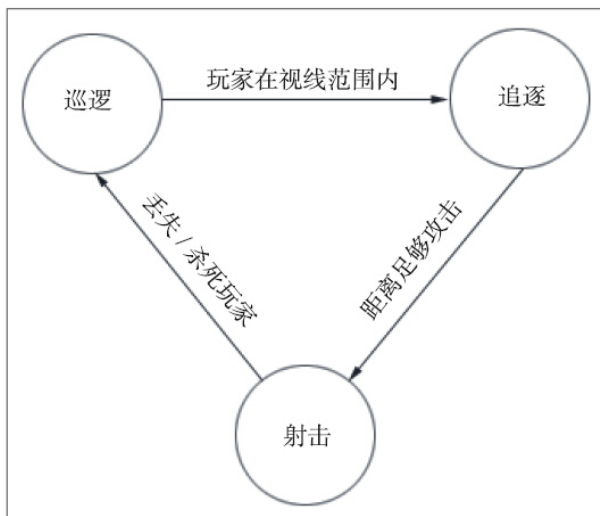 巡逻
玩家在视线范围内
追逐
丢失 / 杀死玩家
距离足够攻击
射击